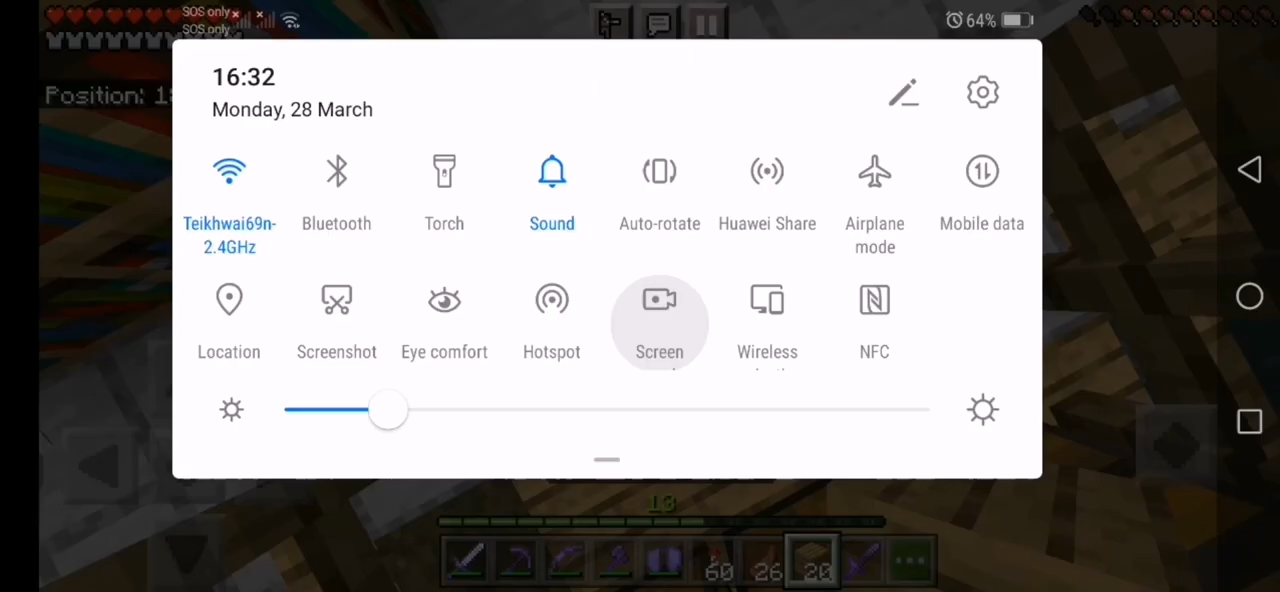 SOS only
SOS only
64%
Position: 1
16:32
Monday, 28 March
Teikhwai69n-
2.4GHz
Bluetooth
Torch
Sound
Auto-rotate
Huawei Share
Airplane
mode
Mobile data
Location
Screenshot
Eye comfort
Hotspot
Screen
Wireless
NFC
13
60
26
20